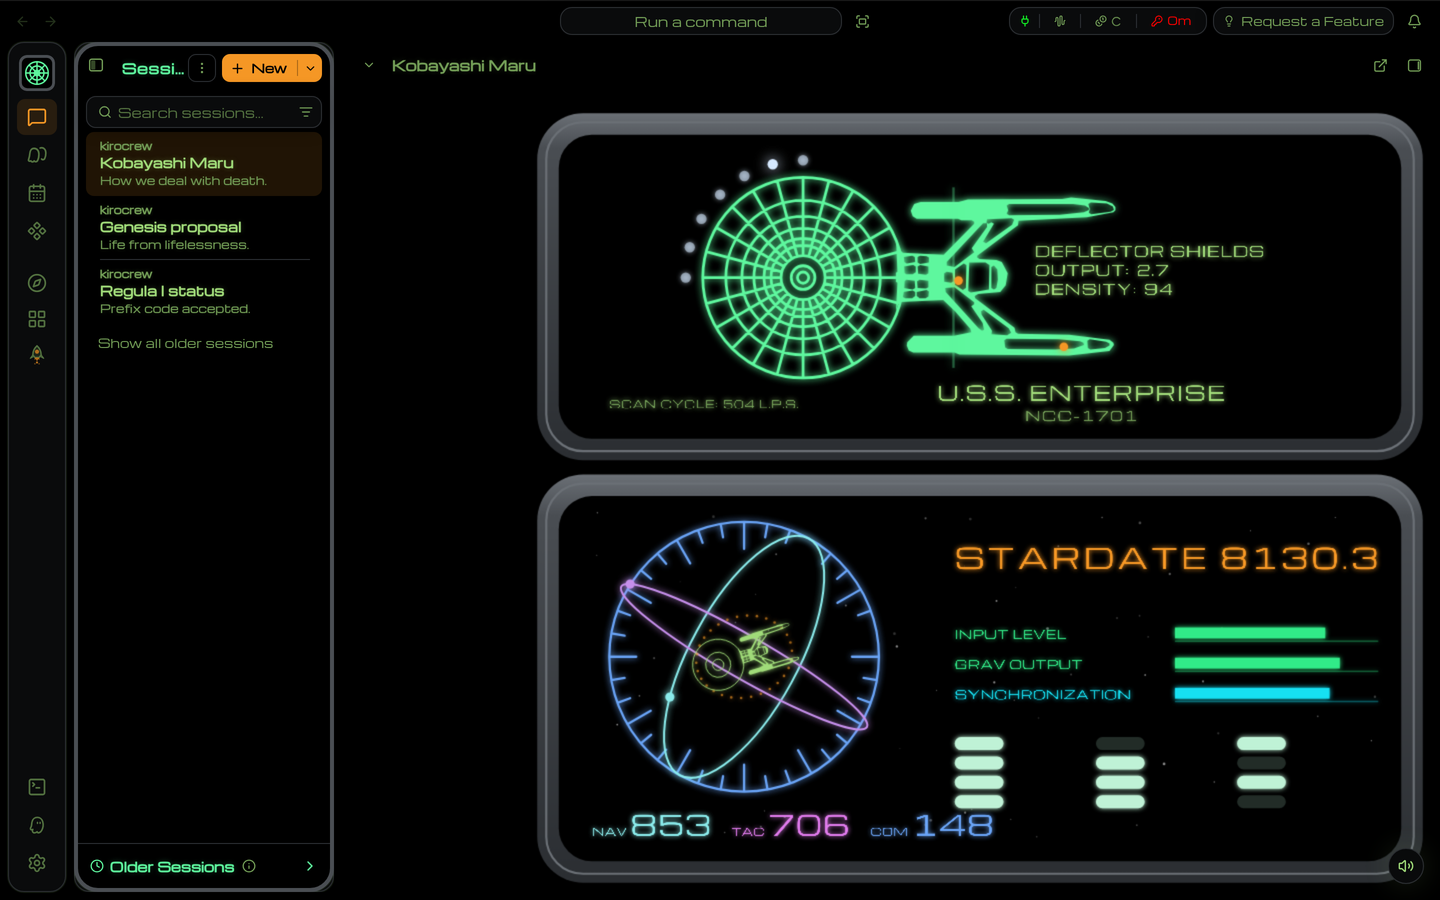 Run a command
C
0m
Request a Feature
Sessi...
+ New
Search sessions...
kirocrew
Kobayashi Maru
How we deal with death.
kirocrew
Genesis proposal
Life from lifelessness.
kirocrew
Regula I status
Prefix code accepted.
Show all older sessions
Older Sessions
Kobayashi Maru
DEFLECTOR SHIELDS
OUTPUT: 2.7
DENSITY: 94
U.S.S. ENTERPRISE
NCC-1701
SCAN CYCLE: 504 L.P.S.
STARDATE 8130.3
INPUT LEVEL
GRAV OUTPUT
SYNCHRONIZATION
NAV 853 TAC 706 COM 148